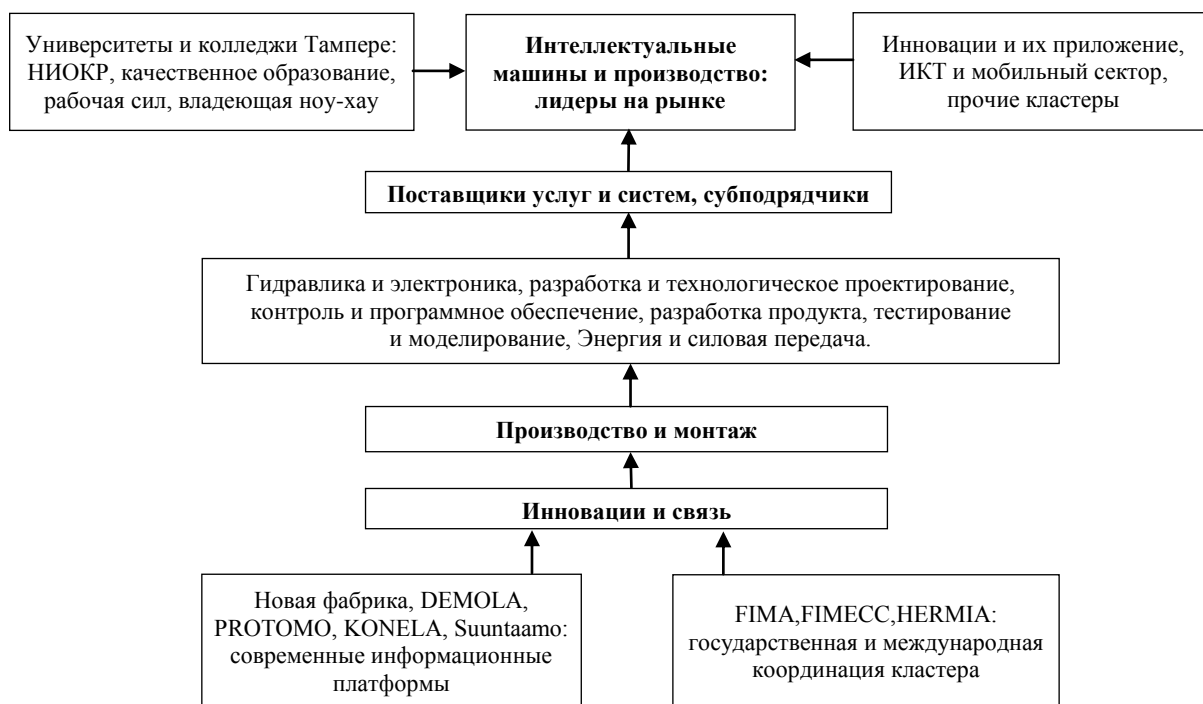 Университеты и колледжи Тампере:
НИОКР, качественное образование,
рабочая сил, владеющая ноу-хау
Интеллектуальные
машины и производство:
лидеры на рынке
Инновации и их приложение,
ИКТ и мобильный сектор,
прочие кластеры
Поставщики услуг и систем, субподрядчики
Гидравлика и электроника, разработка и технологическое проектирование,
контроль и программное обеспечение, разработка продукта, тестирование
и моделирование, Энергия и силовая передача.
Производство и монтаж
Инновации и связь
Новая фабрика, DEMOLA,
PROTOMO, KONELA, Suuntaamo:
современные информационные
платформы
FIMA,FIMECC,HERMIA:
государственная и международная
координация кластера